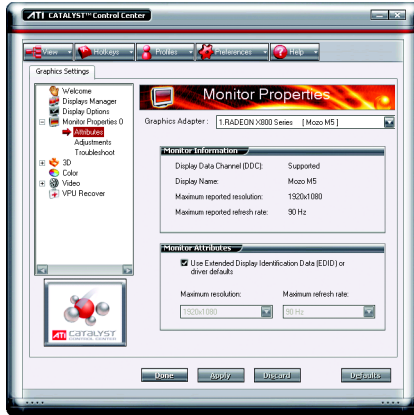 ATI CATALYST™ Control Center
View Hotkeys Profiles Preferences Help
Graphics Settings
Welcome
Displays Manager
Display Options
Monitor Properties 0
Attributes
Adjustments
Troubleshoot
3D
Color
Video
VPU Recover
Monitor Properties
Graphics Adapter : 1.RADEON X800 Series [ Mozo M5 ]
Monitor Information
Display Data Channel (DDC): Supported
Display Name: Mozo M5
Maximum reported resolution: 1920x1080
Maximum reported refresh rate: 90 Hz
Monitor Attributes
Use Extended Display Identification Data (EDID) or
driver defaults
Maximum resolution: Maximum refresh rate:
1920x1080 90 Hz
ATI CATALYST
CONTROL CENTER
Done Apply Discard Defaults